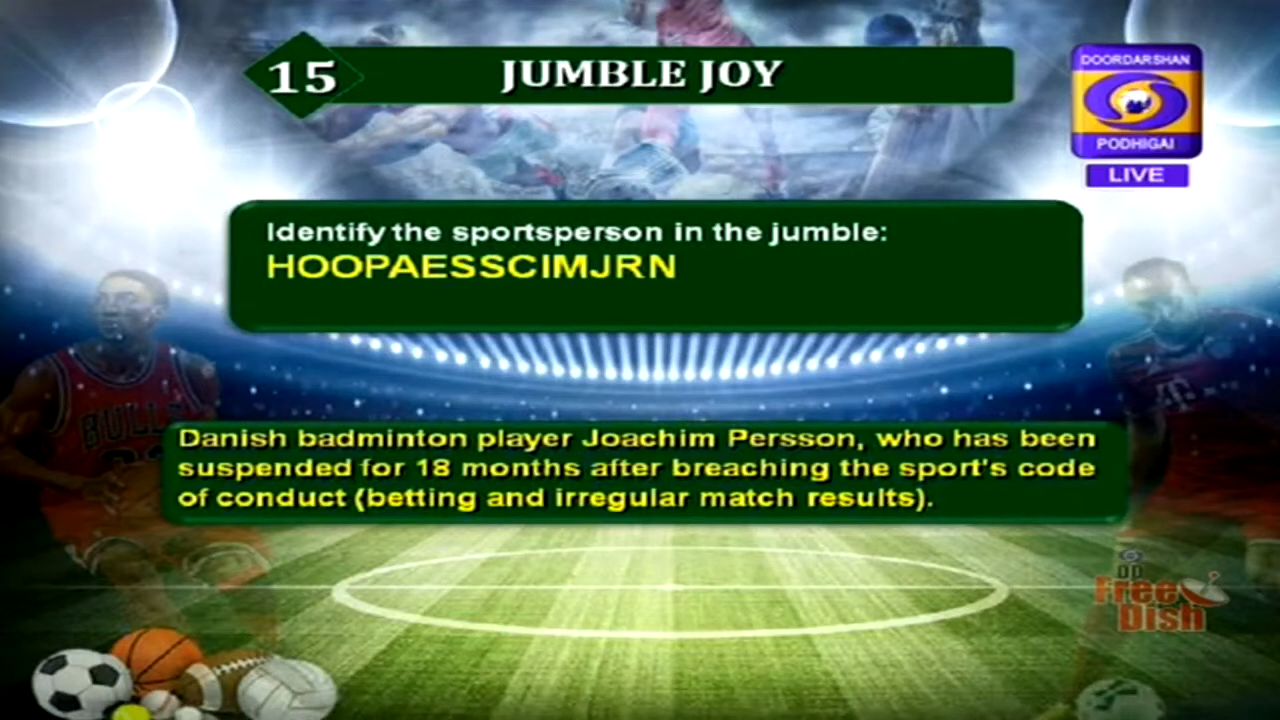 15 JUMBLE JOY
DOORDARSHAN
PODHIGAI
LIVE
Identify the sportsperson in the jumble:
HOOPAESSCIMJRN
BULLS
Danish badminton player Joachim Persson, who has been
suspended for 18 months after breaching the sport's code
of conduct (betting and irregular match results).
DD
Free
Dish